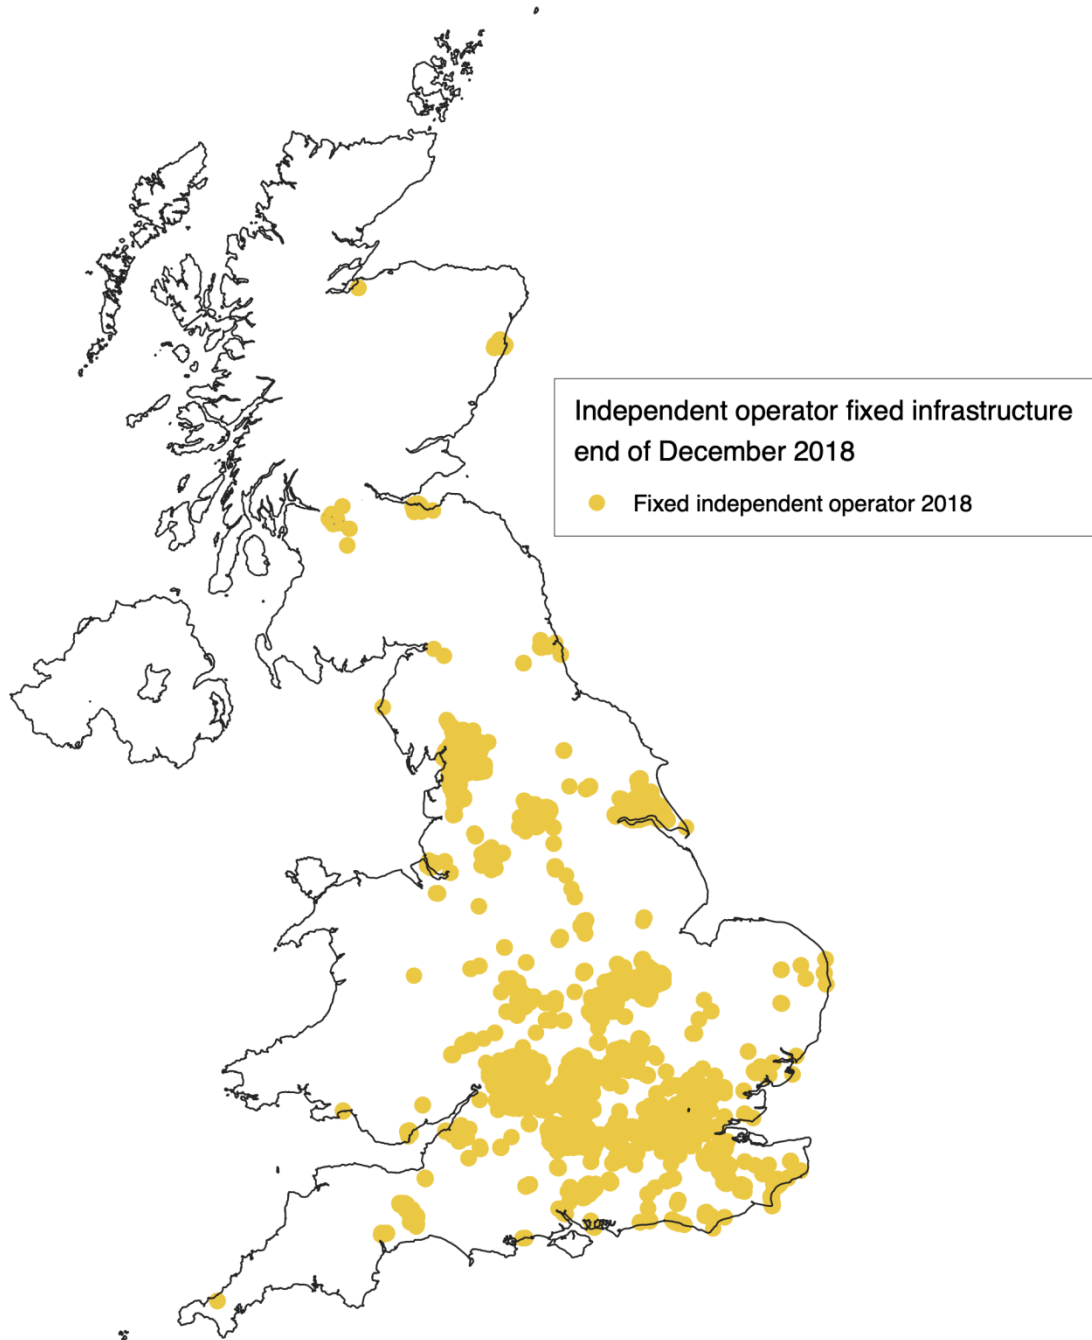 Independent operator fixed infrastructure
end of December 2018
Fixed independent operator 2018